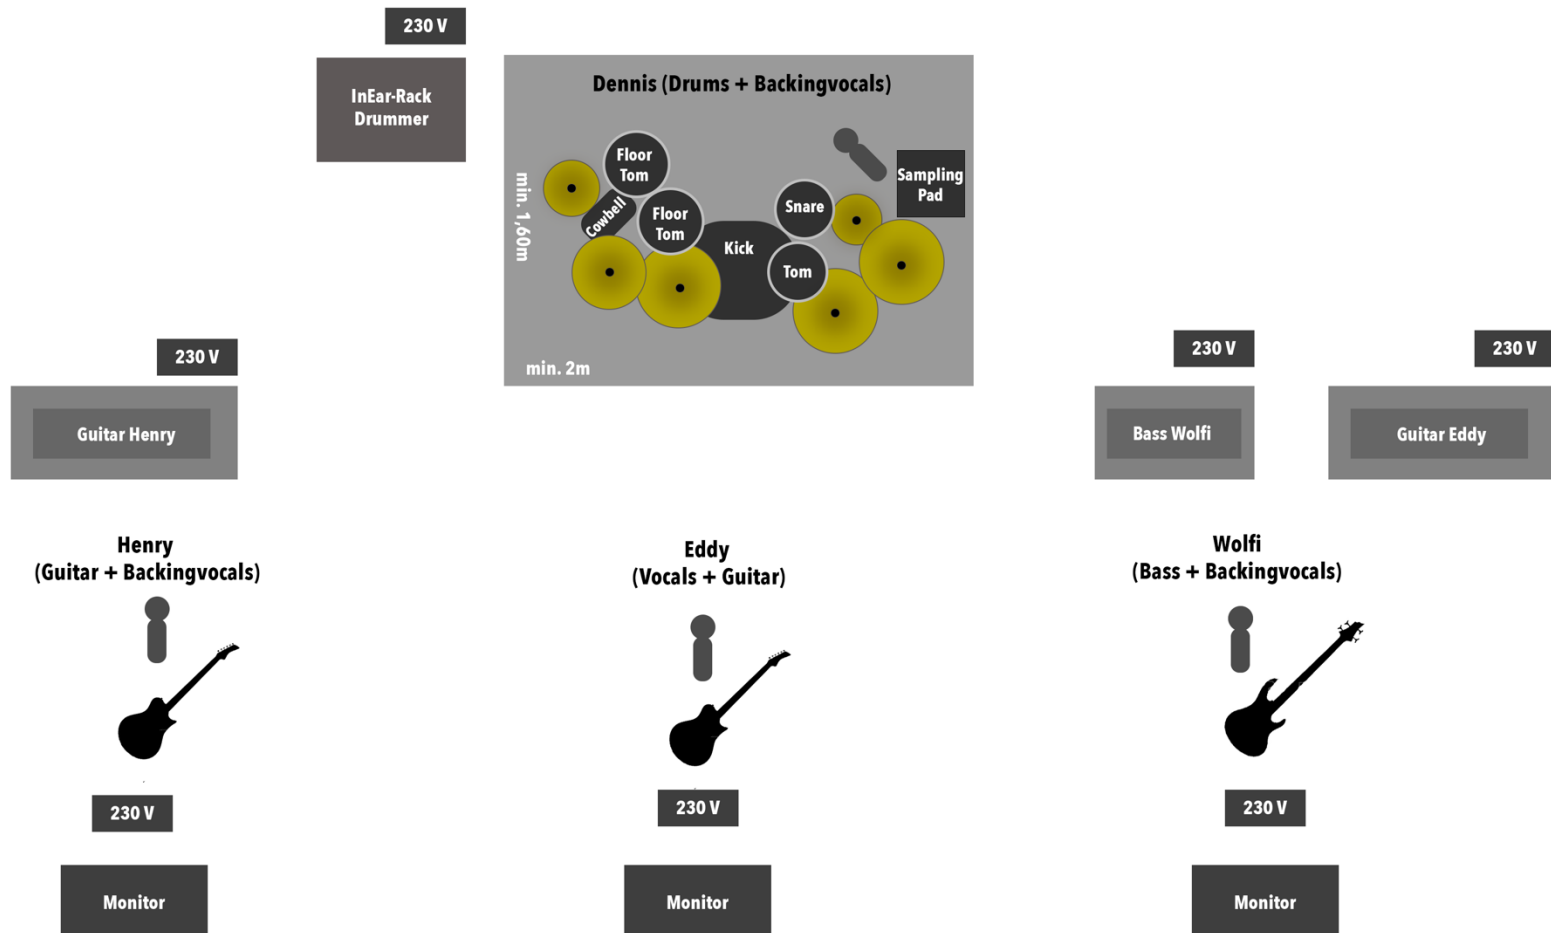 230 V
InEar-Rack
Drummer
Dennis (Drums + Backingvocals)
Floor
Tom
Sampling
Pad
min. 1,60m
Cowbell
Floor
Tom
Snare
Kick
Tom
min. 2m
230 V
230 V
230 V
Guitar Henry
Bass Wolfi
Guitar Eddy
Henry
(Guitar + Backingvocals)
Eddy
(Vocals + Guitar)
Wolfi
(Bass + Backingvocals)
230 V
230 V
230 V
Monitor
Monitor
Monitor